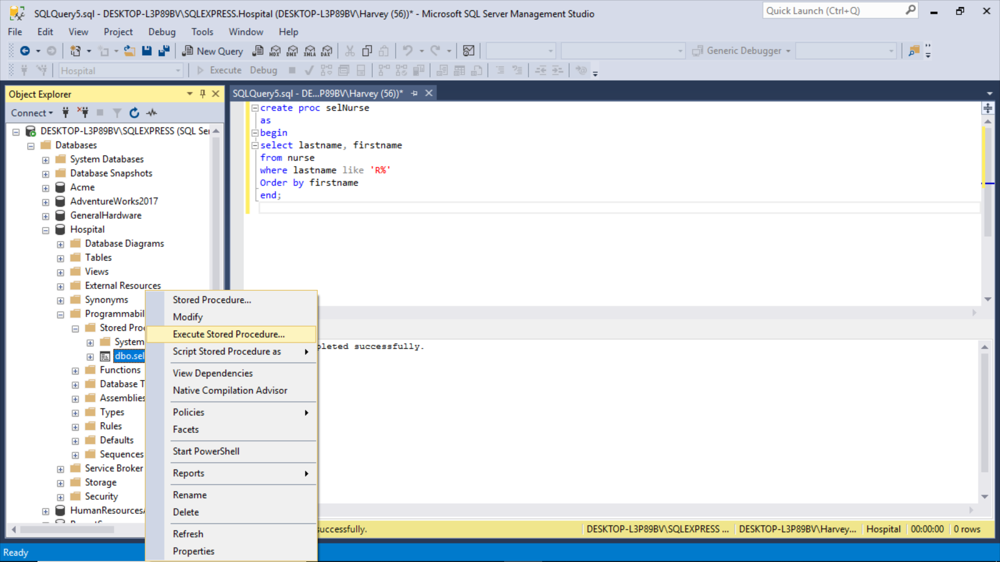 SQLQuery5.sql - DESKTOP-L3P89BV\SQLEXPRESS.Hospital (DESKTOP-L3P89BV\Harvey (56))* - Microsoft SQL Server Management Studio
Quick Launch (Ctrl+Q)
File Edit View Project Debug Tools Window Help
New Query MDX DMX XMLA DAX Generic Debugger
Hospital Execute Debug
Object Explorer
Connect
DESKTOP-L3P89BV\SQLEXPRESS (SQL Ser
Databases
System Databases
Database Snapshots
Acme
AdventureWorks2017
GeneralHardware
Hospital
Database Diagrams
Tables
Views
External Resources
Synonyms
Programmabil
Stored Pro
System
dbo.sel
Functions
Database T
Assemblies
Types
Rules
Defaults
Sequences
Service Broker
Storage
Security
HumanResources
SQLQuery5.sql - DE...P89BV\Harvey (56))*
create proc selNurse
as
begin
select lastname, firstname
from nurse
where lastname like 'R%'
Order by firstname
end;
Stored Procedure...
Modify
Execute Stored Procedure...
Script Stored Procedure as
View Dependencies
Native Compilation Advisor
Policies
Facets
Start PowerShell
Reports
Rename
Delete
Refresh
Properties
pleted successfully.
successfully. DESKTOP-L3P89BV\SQLEXPRESS ... DESKTOP-L3P89BV\Harvey... Hospital 00:00:00 0 rows
Ready